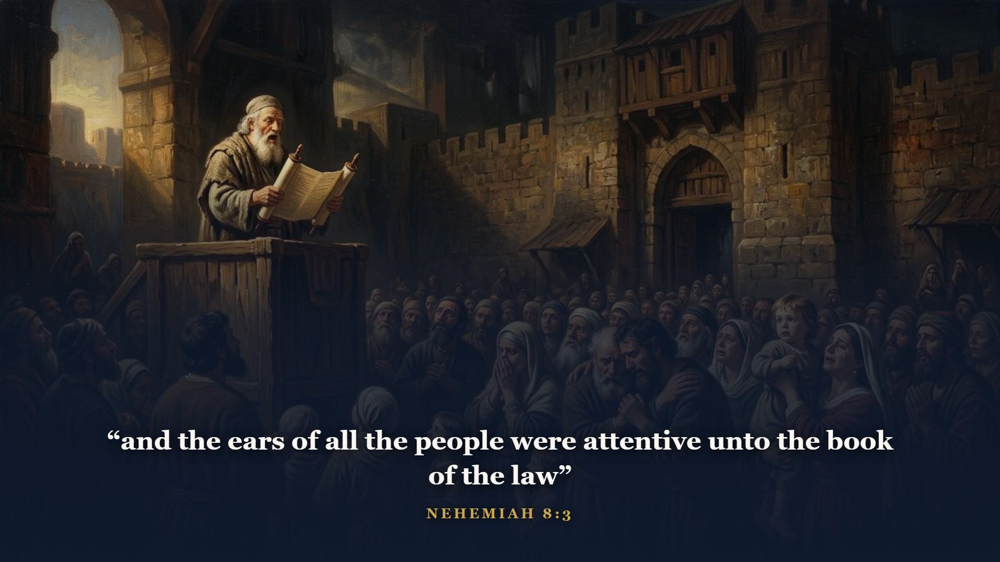 “and the ears of all the people were attentive unto the book
of the law”
NEHEMIAH 8:3